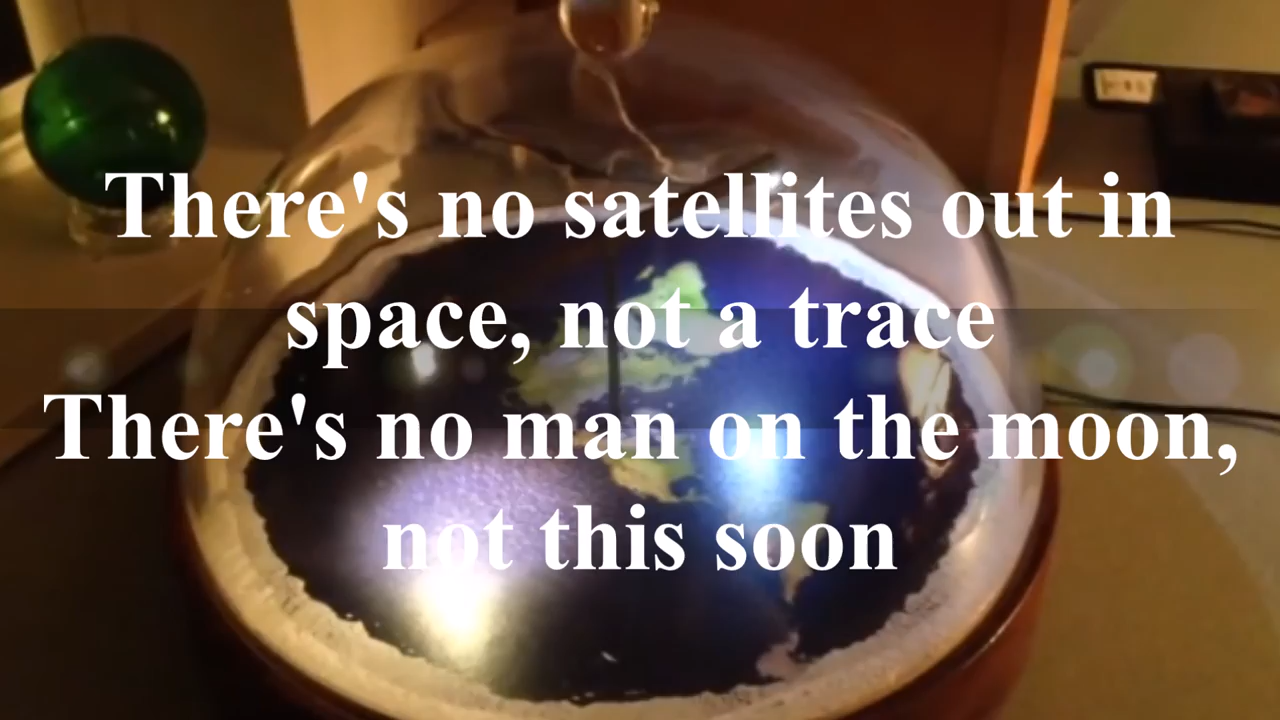 There's no satellites out in
space, not a trace
There's no man on the moon,
not this soon